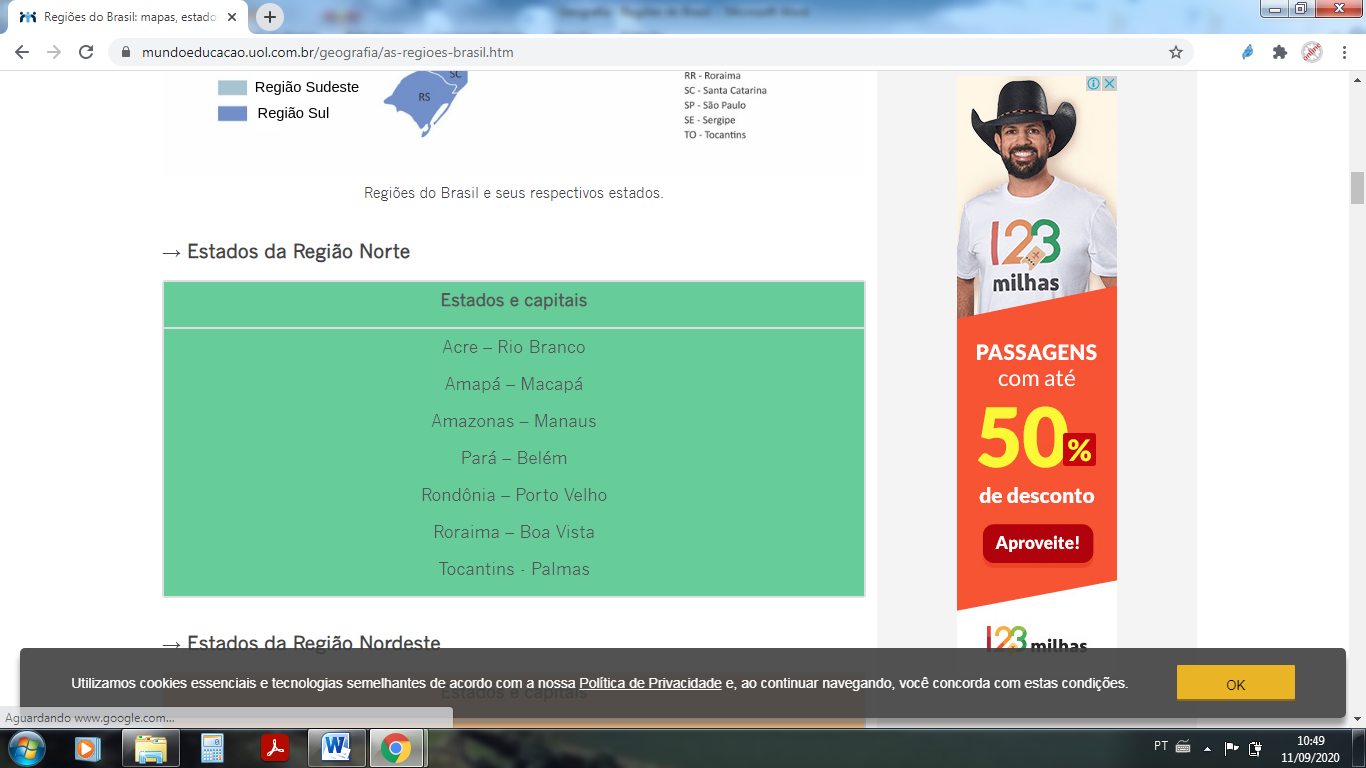 Regiões do Brasil: mapas, estado
mundoeducacao.uol.com.br/geografia/as-regioes-brasil.htm
Região Sudeste
Região Sul
SC
RS
RR - Roraima
SC - Santa Catarina
SP - São Paulo
SE - Sergipe
TO - Tocantins
Regiões do Brasil e seus respectivos estados.
→ Estados da Região Norte
Estados e capitais
Acre – Rio Branco
Amapá – Macapá
Amazonas – Manaus
Pará – Belém
Rondônia – Porto Velho
Roraima – Boa Vista
Tocantins - Palmas
→ Estados da Região Nordeste
Estados e capitais
123
milhas
PASSAGENS
com até
50%
de desconto
Aproveite!
123 milhas
Utilizamos cookies essenciais e tecnologias semelhantes de acordo com a nossa Política de Privacidade e, ao continuar navegando, você concorda com estas condições.
OK
Aguardando www.google.com...
PT
10:49
11/09/2020